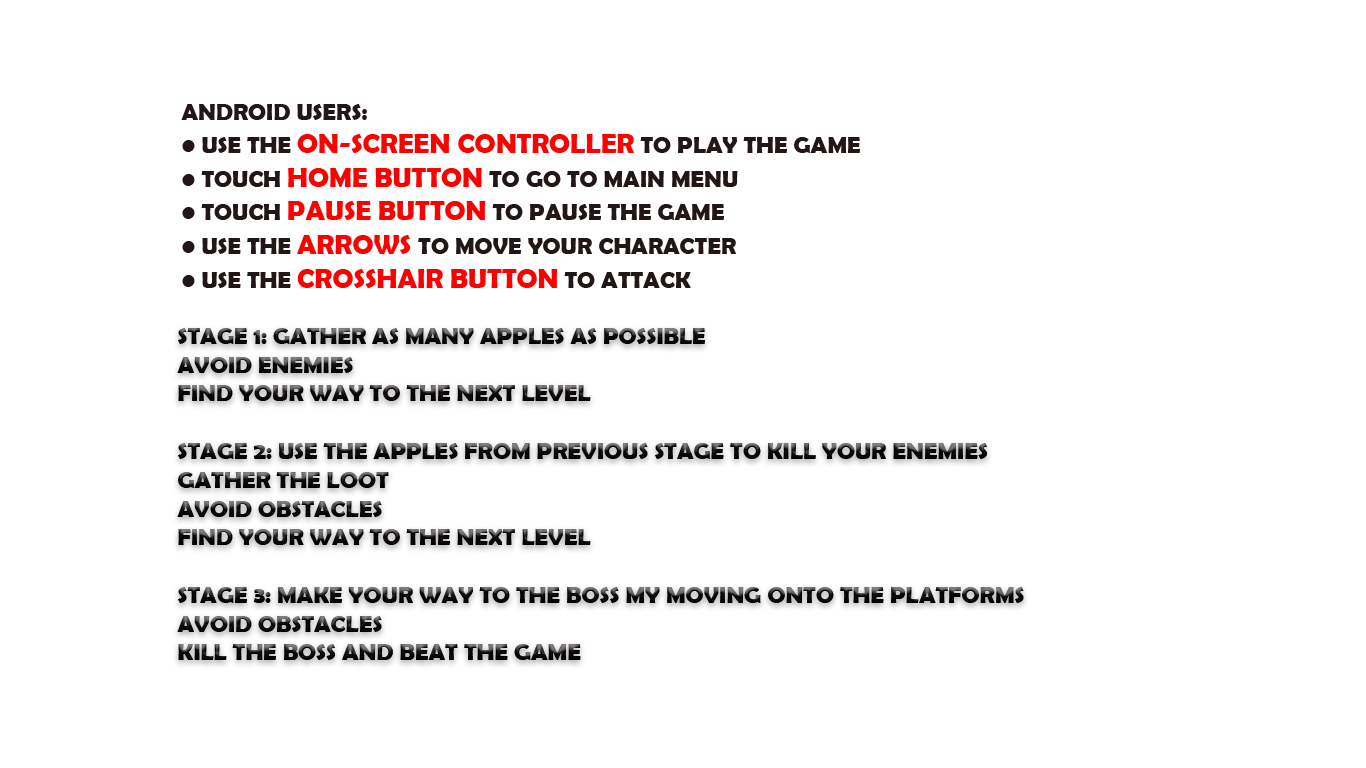 ANDROID USERS:
● USE THE ON-SCREEN CONTROLLER TO PLAY THE GAME
● TOUCH HOME BUTTON TO GO TO MAIN MENU
● TOUCH PAUSE BUTTON TO PAUSE THE GAME
● USE THE ARROWS TO MOVE YOUR CHARACTER
● USE THE CROSSHAIR BUTTON TO ATTACK
STAGE 1: GATHER AS MANY APPLES AS POSSIBLE
AVOID ENEMIES
FIND YOUR WAY TO THE NEXT LEVEL
STAGE 2: USE THE APPLES FROM PREVIOUS STAGE TO KILL YOUR ENEMIES
GATHER THE LOOT
AVOID OBSTACLES
FIND YOUR WAY TO THE NEXT LEVEL
STAGE 3: MAKE YOUR WAY TO THE BOSS MY MOVING ONTO THE PLATFORMS
AVOID OBSTACLES
KILL THE BOSS AND BEAT THE GAME